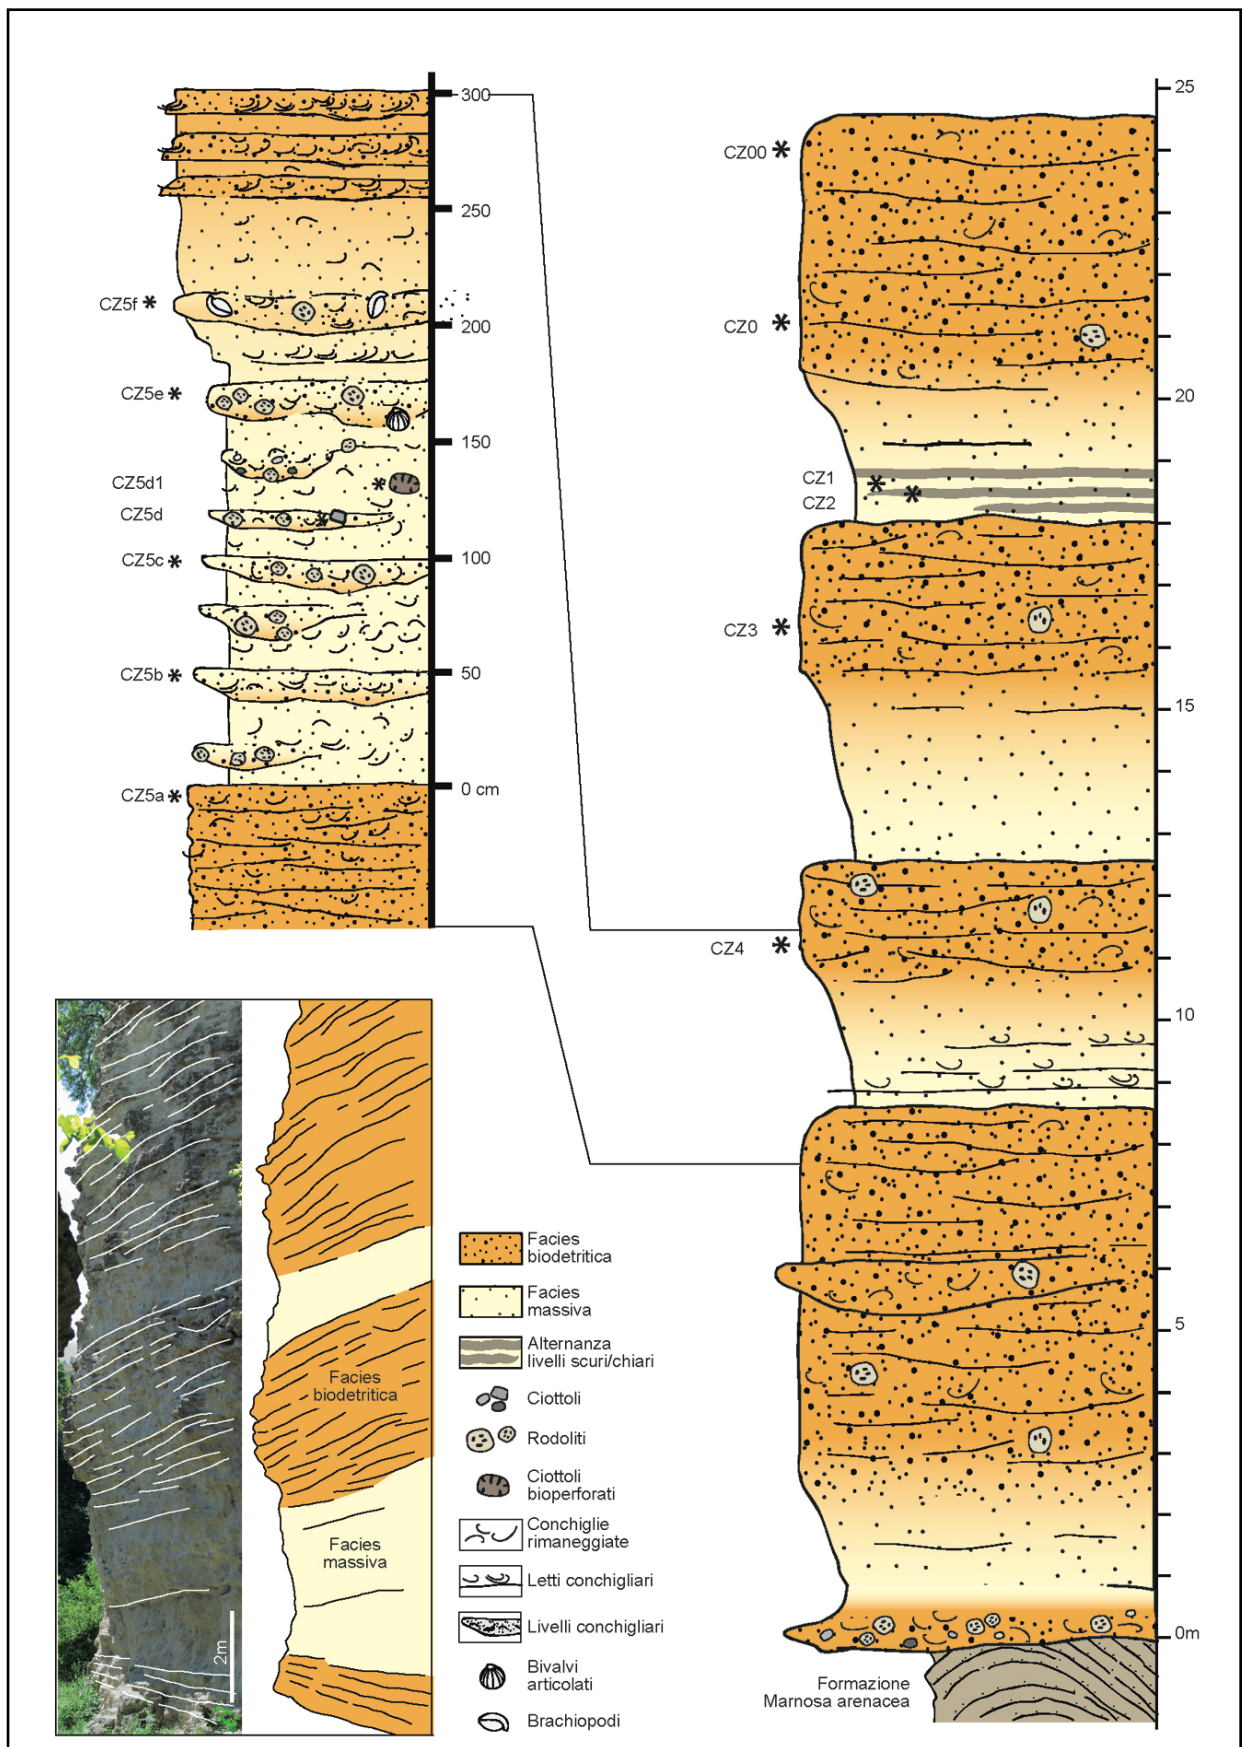 300
250
CZ5f *
200
CZ5e *
150
CZ5d1 *
CZ5d *
CZ5c *
100
CZ5b *
50
CZ5a *
0 cm
25
CZ00 *
CZ0 *
20
CZ1 *
CZ2 *
CZ3 *
15
CZ4 *
10
5
0m
Formazione
Marnosa arenacea
2m
Facies
biodetritica
Facies
massiva
Facies
biodetritica
Facies
massiva
Alternanza
livelli scuri/chiari
Ciottoli
Rodoliti
Ciottoli
bioperforati
Conchiglie
rimaneggiate
Letti conchigliari
Livelli conchigliari
Bivalvi
articolati
Brachiopodi